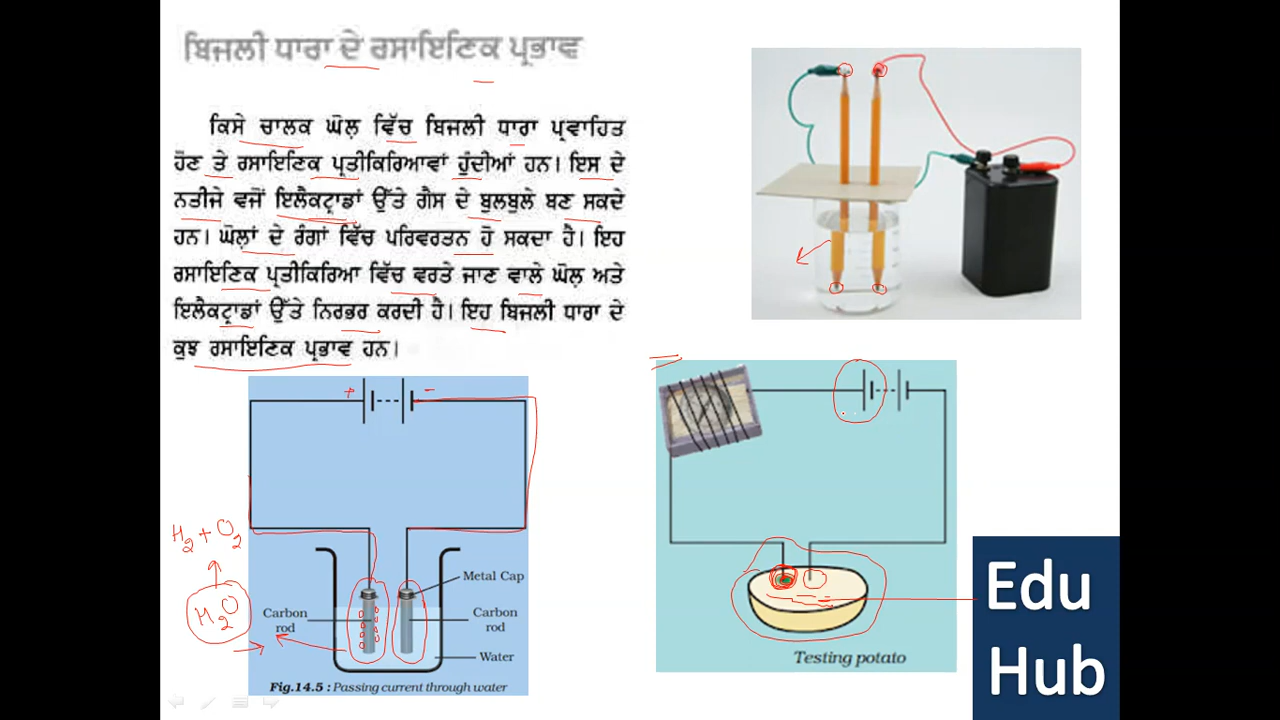 ਬਿਜਲੀ ਧਾਰਾ ਦੇ ਰਸਾਇਣਿਕ ਪ੍ਰਭਾਵ
ਕਿਸੇ ਚਾਲਕ ਘੋਲ਼ ਵਿੱਚ ਬਿਜਲੀ ਧਾਰਾ ਪ੍ਰਵਾਹਿਤ
ਹੋਣ ਤੇ ਰਸਾਇਣਿਕ ਪ੍ਰਤੀਕਿਰਿਆਵਾਂ ਹੁੰਦੀਆਂ ਹਨ। ਇਸ ਦੇ
ਨਤੀਜੇ ਵਜੋਂ ਇਲੈਕਟ੍ਰਾਡਾਂ ਉੱਤੇ ਗੈਸ ਦੇ ਬੁਲਬੁਲੇ ਬਣ ਸਕਦੇ
ਹਨ। ਘੋਲ਼ਾਂ ਦੇ ਰੰਗਾਂ ਵਿੱਚ ਪਰਿਵਰਤਨ ਹੋ ਸਕਦਾ ਹੈ। ਇਹ
ਰਸਾਇਣਿਕ ਪ੍ਰਤੀਕਿਰਿਆ ਵਿੱਚ ਵਰਤੇ ਜਾਣ ਵਾਲੇ ਘੋਲ਼ ਅਤੇ
ਇਲੈਕਟ੍ਰਾਡਾਂ ਉੱਤੇ ਨਿਰਭਰ ਕਰਦੀ ਹੈ। ਇਹ ਬਿਜਲੀ ਧਾਰਾ ਦੇ
ਕੁਝ ਰਸਾਇਣਿਕ ਪ੍ਰਭਾਵ ਹਨ।
+ -
H2 + O2
H2O
Metal Cap
Carbon rod
Carbon rod
Water
Fig.14.5 : Passing current through water
Testing potato
Edu
Hub